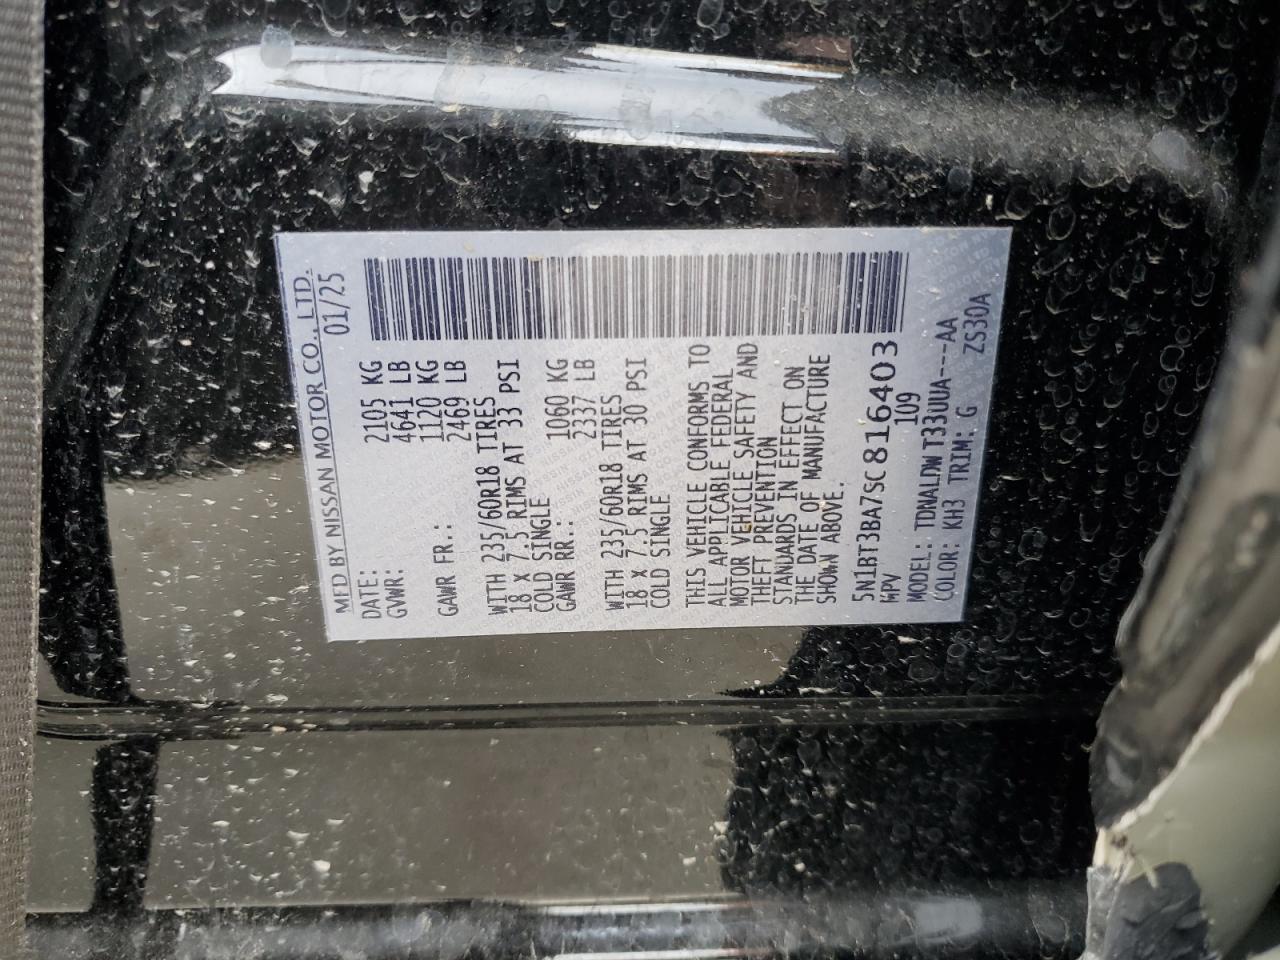 MFD BY NISSAN MOTOR CO., LTD.
DATE: 01/25
GVWR: 2105 KG
4641 LB
GAWR FR.: 1120 KG
2469 LB
WITH 235/60R18 TIRES
18 X 7.5 RIMS AT 33 PSI
COLD SINGLE
GAWR RR.: 1060 KG
2337 LB
WITH 235/60R18 TIRES
18 X 7.5 RIMS AT 30 PSI
COLD SINGLE
THIS VEHICLE CONFORMS TO
ALL APPLICABLE FEDERAL
MOTOR VEHICLE SAFETY AND
THEFT PREVENTION
STANDARDS IN EFFECT ON
THE DATE OF MANUFACTURE
SHOWN ABOVE.
5N1BT3BA7SC816403
MPV 109
MODEL: TDNALDW T33UUA---AA
COLOR: KH3 TRIM: G ZS30A